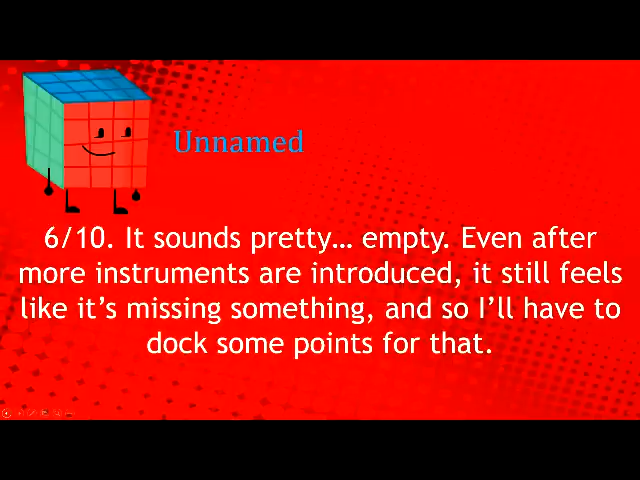 Unnamed
6/10. It sounds pretty... empty. Even after
more instruments are introduced, it still feels
like it’s missing something, and so I’ll have to
dock some points for that.